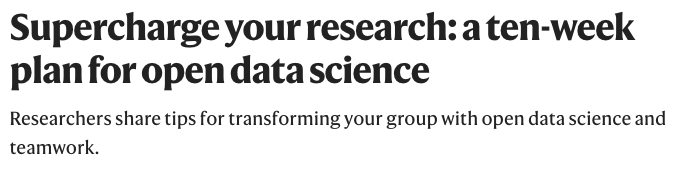 Supercharge your research: a ten-week
plan for open data science
Researchers share tips for transforming your group with open data science and
teamwork.